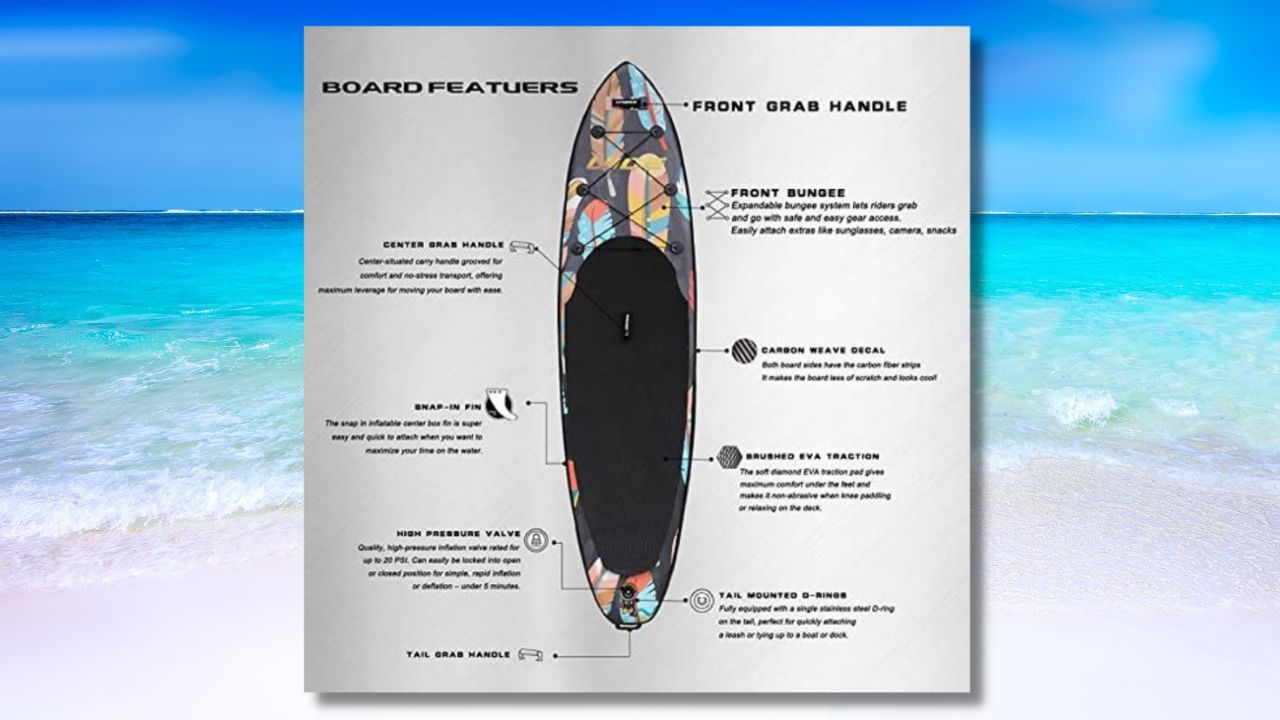 BOARD FEATUERS
FRONT GRAB HANDLE
FRONT BUNGEE
Expandable bungee system lets riders grab
and go with safe and easy gear access.
Easily attach extras like sunglasses, camera, snacks
CENTER GRAB HANDLE
Center-situated carry handle grooved for
comfort and no-stress transport, offering
maximum leverage for moving your board with ease.
CARBON WEAVE DECAL
Both board sides have the carbon fiber strips
It makes the board less of scratch and looks cool!
SNAP-IN FIN
The snap in inflatable center box fin is super
easy and quick to attach when you want to
maximize your time on the water.
BRUSHED EVA TRACTION
The soft diamond EVA traction pad gives
maximum comfort under the feet and
makes it non-abrasive when knee paddling
or relaxing on the deck.
HIGH PRESSURE VALVE
Quality, high-pressure inflation valve rated for
up to 20 PSI. Can easily be locked into open
or closed position for simple, rapid inflation
or deflation – under 5 minutes.
TAIL MOUNTED D-RINGS
Fully equipped with a single stainless steel D-ring
on the tail, perfect for quickly attaching
a leash or tying up to a boat or dock.
TAIL GRAB HANDLE